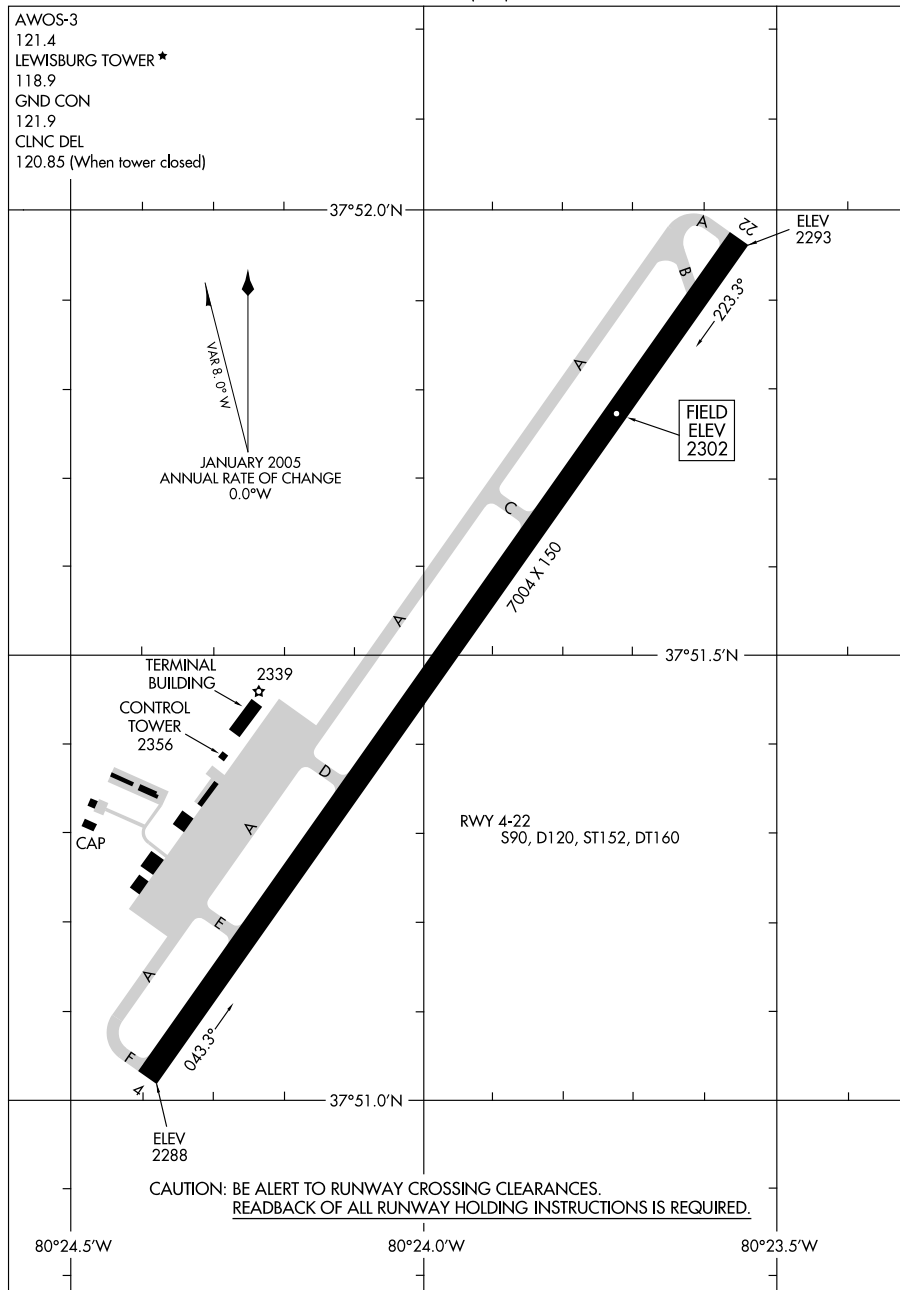 AWOS-3
121.4
LEWISBURG TOWER ★
118.9
GND CON
121.9
CLNC DEL
120.85 (When tower closed)
37°52.0'N
A
22
ELEV
2293
B
223.3°
VAR 8.0° W
A
FIELD
ELEV
2302
JANUARY 2005
ANNUAL RATE OF CHANGE
0.0°W
C
7004 X 150
A
37°51.5'N
TERMINAL
BUILDING
2339
CONTROL
TOWER
2356
D
A
RWY 4-22
S90, D120, ST152, DT160
CAP
E
A
043.3°
F
4
37°51.0'N
ELEV
2288
CAUTION: BE ALERT TO RUNWAY CROSSING CLEARANCES.
READBACK OF ALL RUNWAY HOLDING INSTRUCTIONS IS REQUIRED.
80°24.5'W
80°24.0'W
80°23.5'W